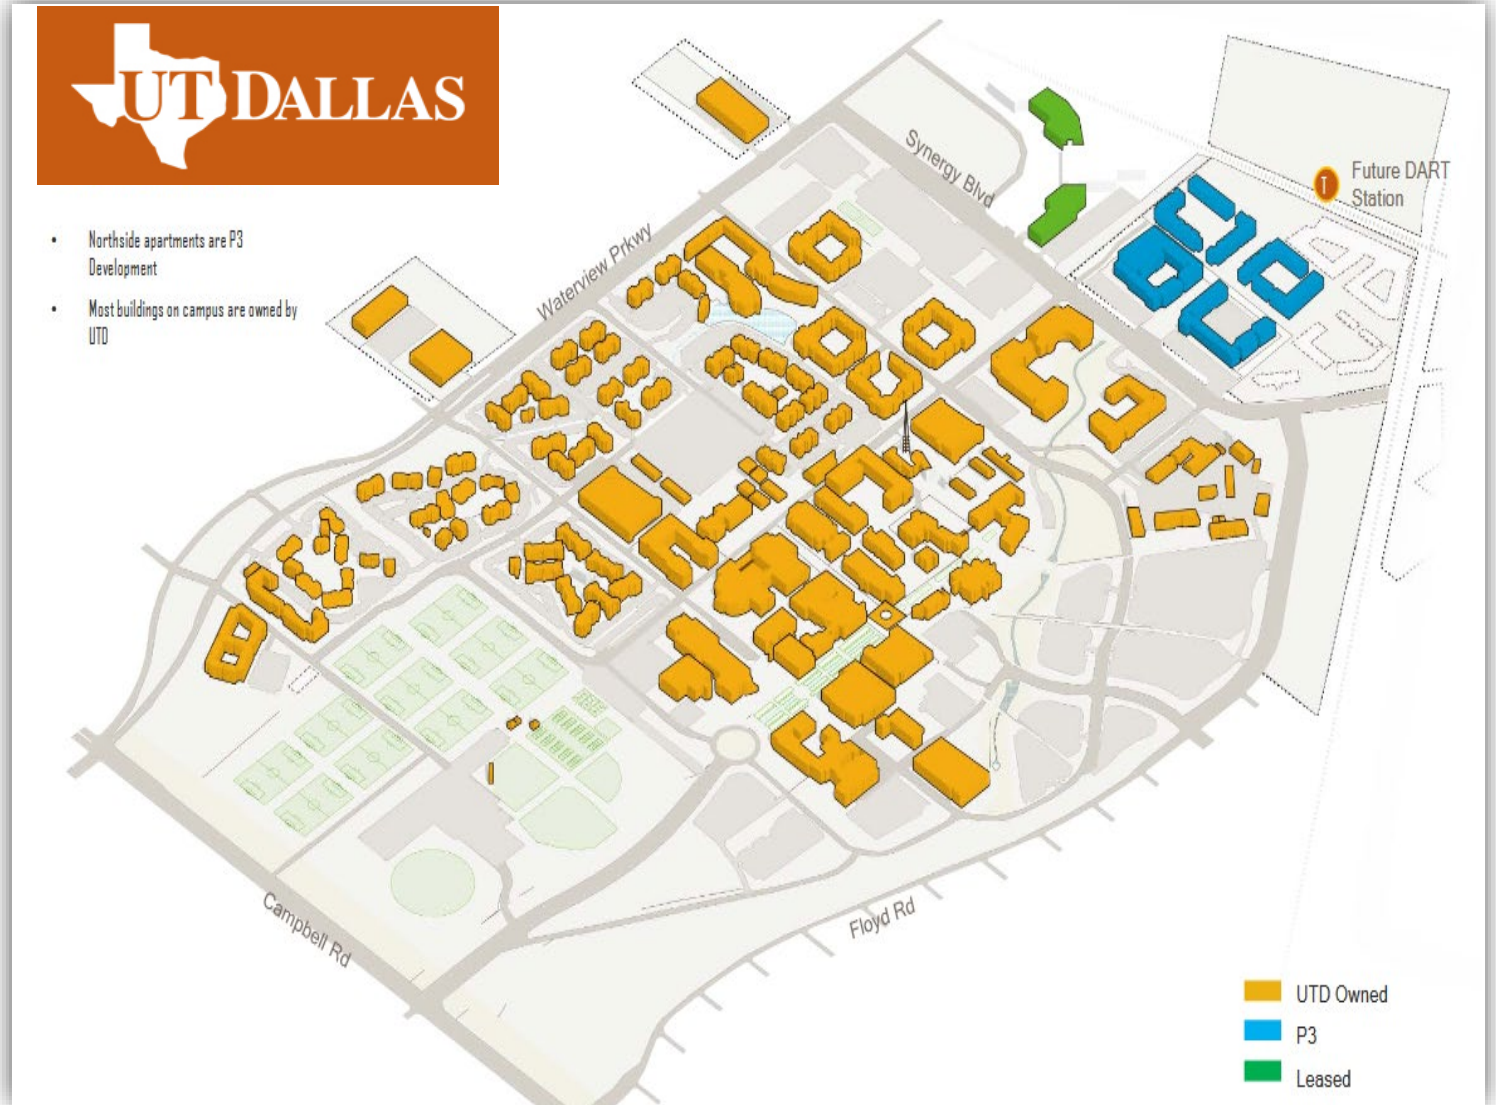 UT DALLAS
• Northside apartments are P3
Development
• Most buildings on campus are owned by
UTD
Synergy Blvd
Future DART
Station
T
Waterview Prkwy
Campbell Rd
Floyd Rd
UTD Owned
P3
Leased